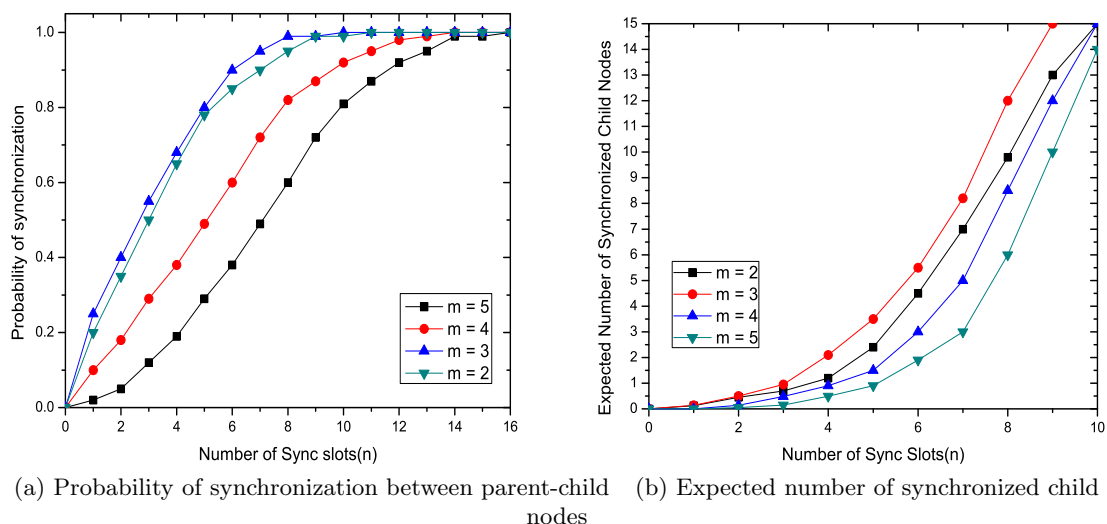 1.0
0.8
0.6
0.4
0.2
0.0
Probability of synchronization
0 2 4 6 8 10 12 14 16
Number of Sync slots(n)
m = 5
m = 4
m = 3
m = 2
(a) Probability of synchronization between parent-child
nodes
15
14
13
12
11
10
9
8
7
6
5
4
3
2
1
0
Expected Number of Synchronized Child Nodes
0 2 4 6 8 10
Number of Sync Slots(n)
m = 2
m = 3
m = 4
m = 5
(b) Expected number of synchronized child